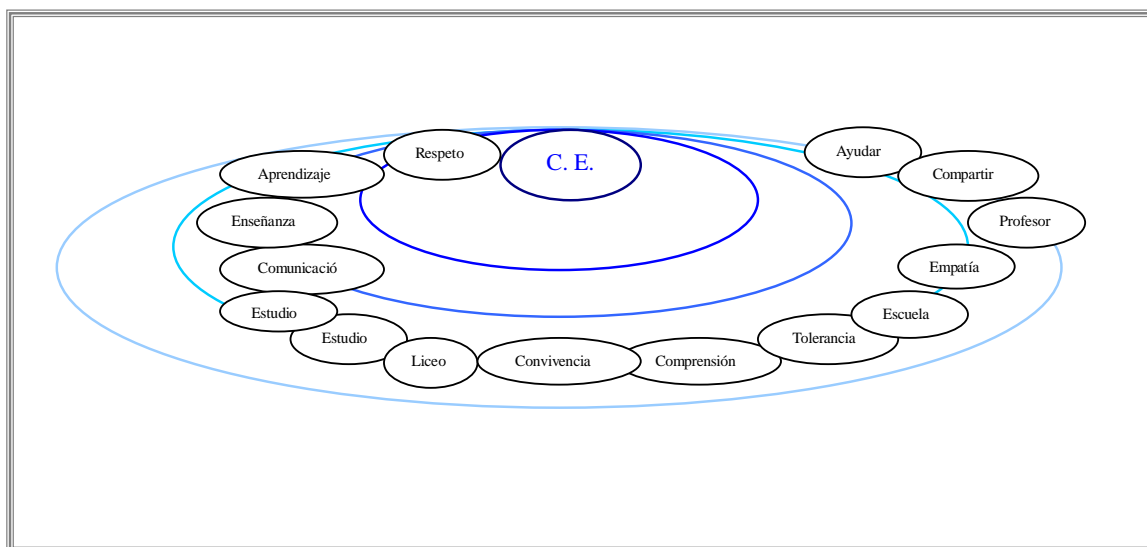 C. E.
Respeto
Ayudar
Aprendizaje
Compartir
Enseñanza
Profesor
Comunicació
Empatía
Estudio
Escuela
Estudio
Tolerancia
Liceo
Convivencia
Comprensión